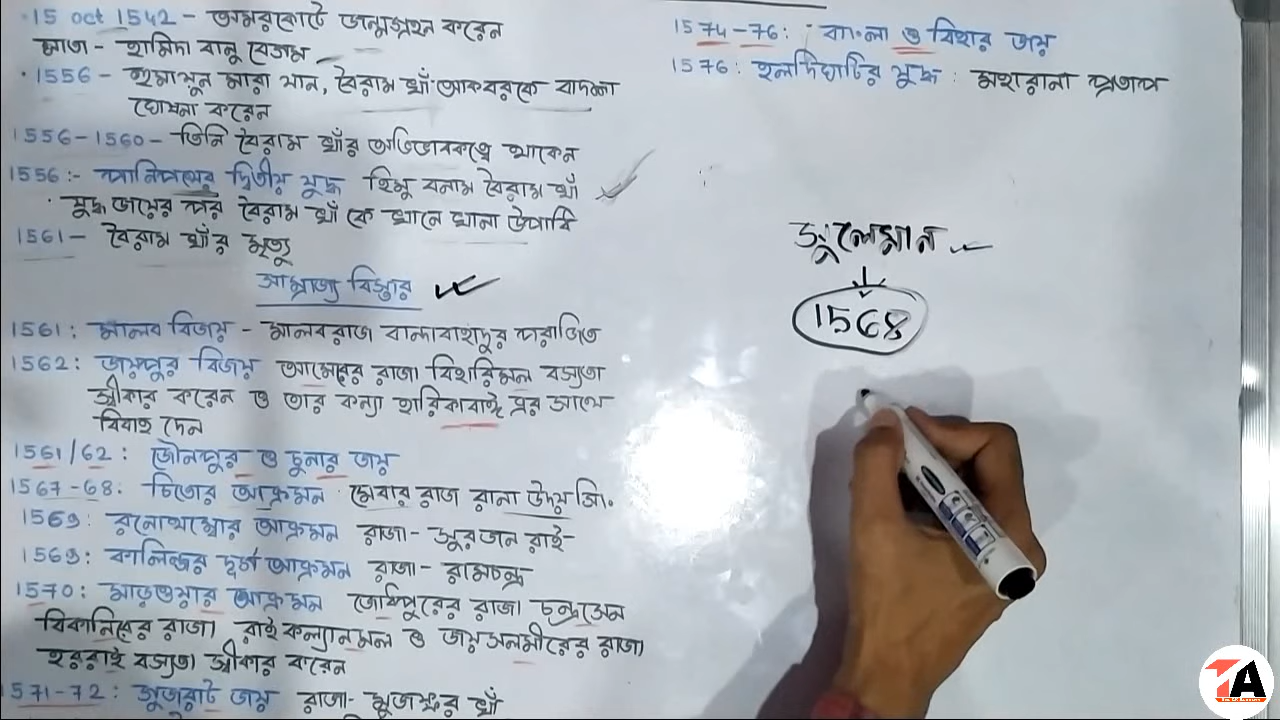 · 15 oct 1542 - অমরকোটে জন্মগ্রহন করেন
মাতা - হামিদা বানু বেগম
· 1556 - হুমায়ুন মারা যান, বৈরাম খাঁ আকবরকে বাদশা
ঘোষনা করেন
1556-1560 - তিনি বৈরাম খাঁর অভিভাবকত্বে থাকেন
1556 :- পানিপথের দ্বিতীয় যুদ্ধ হিমু বনাম বৈরাম খাঁ
· যুদ্ধ জয়ের পর বৈরাম খাঁ কে খানে খানা উপাধি
1561 - বৈরাম খাঁর মৃত্যু
সাম্রাজ্য বিস্তার
1561: মালব বিজয় - মালবরাজ বাজবাহাদুর পরাজিত
1562: জয়পুর বিজয় আম্বের রাজা বিহারিমল বশ্যতা
স্বীকার করেন ও তার কন্যা হারিকাবাঈ এর সাথে
বিবাহ দেন
1561/62: জৌনপুর ও চুনার জয়
1567-68: চিতোর আক্রমন মেবার রাজ রানা উদয় সিং
1569: রনোথম্বোর আক্রমন রাজা - সুরজন রাই
1569: কালিন্জর দুর্গ আক্রমন রাজা - রামচন্দ্র
1570: মাড়ওয়ার আক্রমন যোধপুরের রাজা চন্দ্রসেন
বিকানিরের রাজা রাই কল্যানমল ও জয়সলমীরের রাজা
হররাই বশ্যতা স্বীকার করেন
1571-72: গুজরাট জয় রাজা - মুজফ্ফর খাঁ
1574-76: বাংলা ও বিহার জয়
1576: হলদিঘাটির যুদ্ধ: মহারানা প্রতাপ
সুলেমান
1568
TA